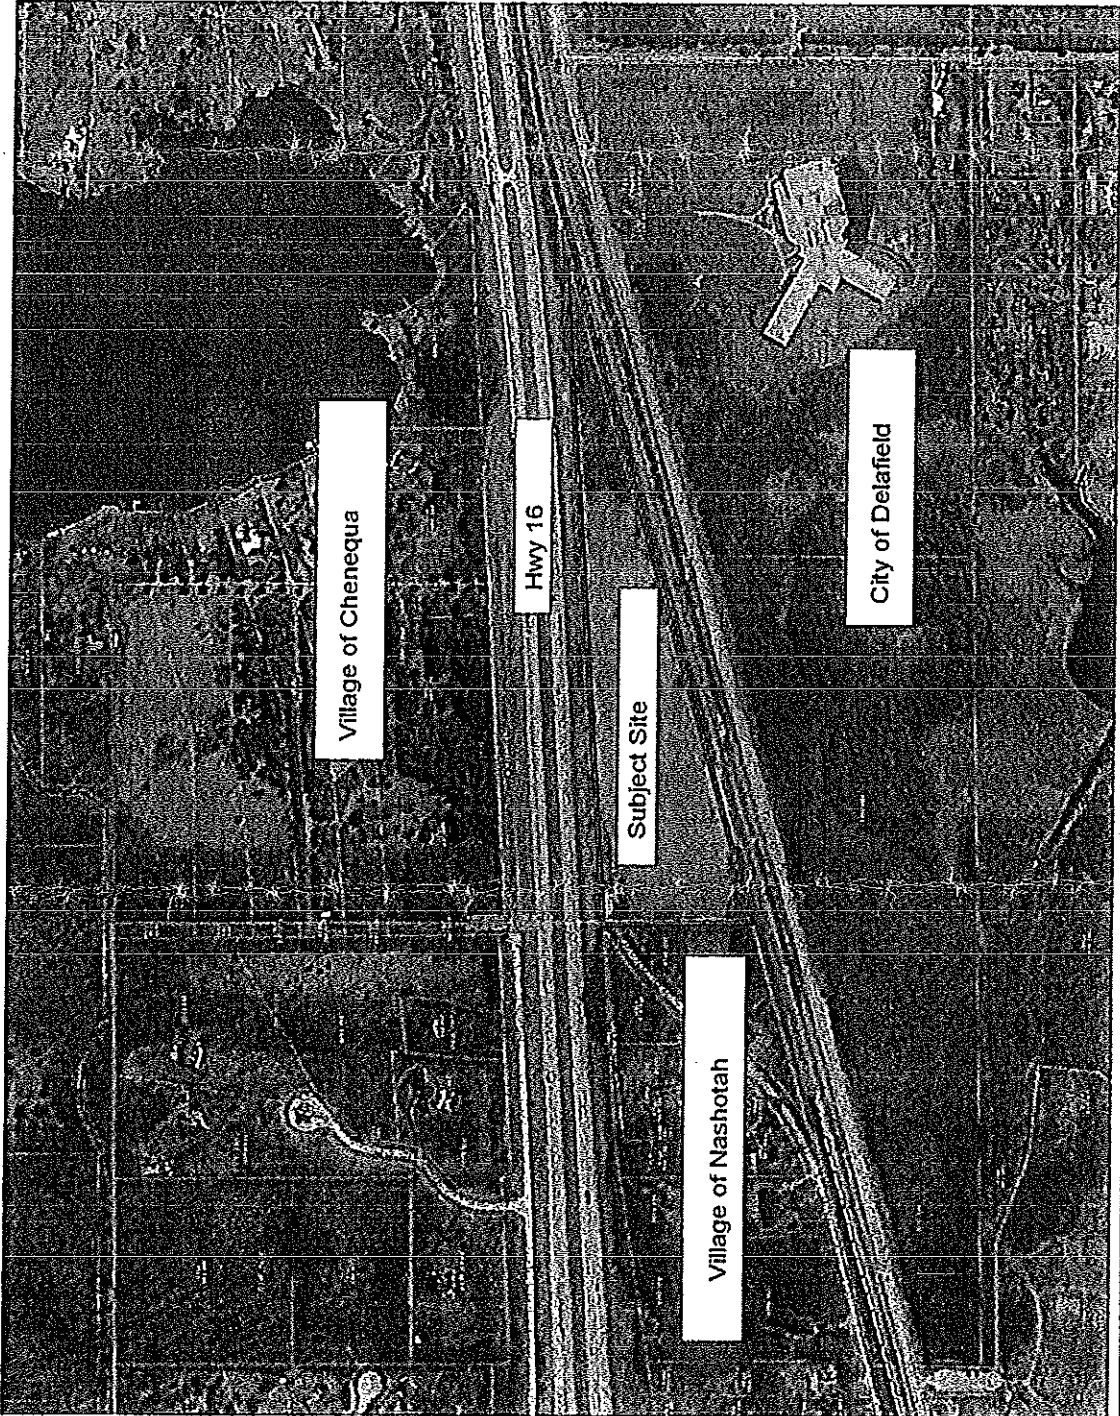 Village of Chenequa
Hwy 16
Subject Site
City of Delafield
Village of Nashotah